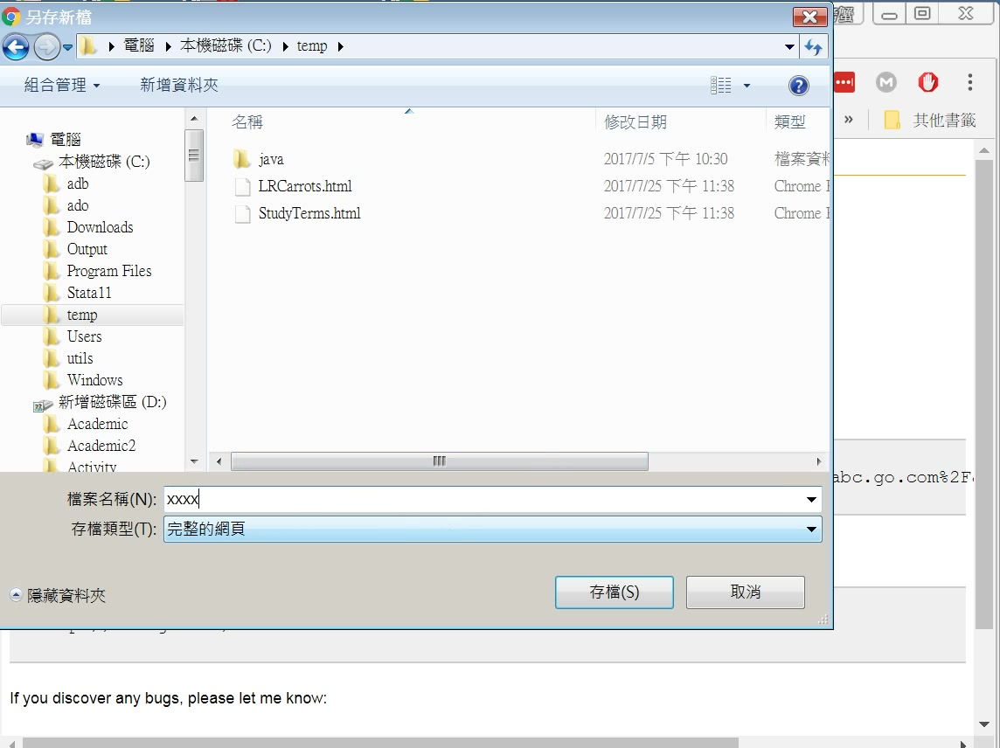 另存新檔
蟹
電腦 本機磁碟 (C:) temp
組合管理 新增資料夾
M
其他書籤
名稱 修改日期 類型
電腦
本機磁碟 (C:)
adb
ado
Downloads
Output
Program Files
Stata11
temp
Users
utils
Windows
新增磁碟區 (D:)
Academic
Academic2
Activity
java 2017/7/5 下午 10:30 檔案資料
LRCarrots.html 2017/7/25 下午 11:38 Chrome
StudyTerms.html 2017/7/25 下午 11:38 Chrome
abc.go.com%2F
檔案名稱(N): xxxx
存檔類型(T): 完整的網頁
隱藏資料夾 存檔(S) 取消
If you discover any bugs, please let me know: